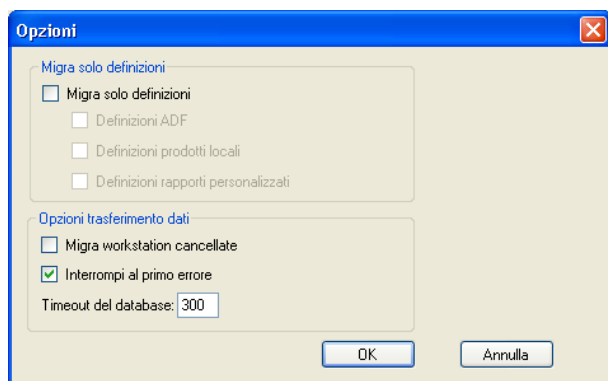 Opzioni
Migra solo definizioni
Migra solo definizioni
Definizioni ADF
Definizioni prodotti locali
Definizioni rapporti personalizzati
Opzioni trasferimento dati
Migra workstation cancellate
Interrompi al primo errore
Timeout del database: 300
OK Annulla